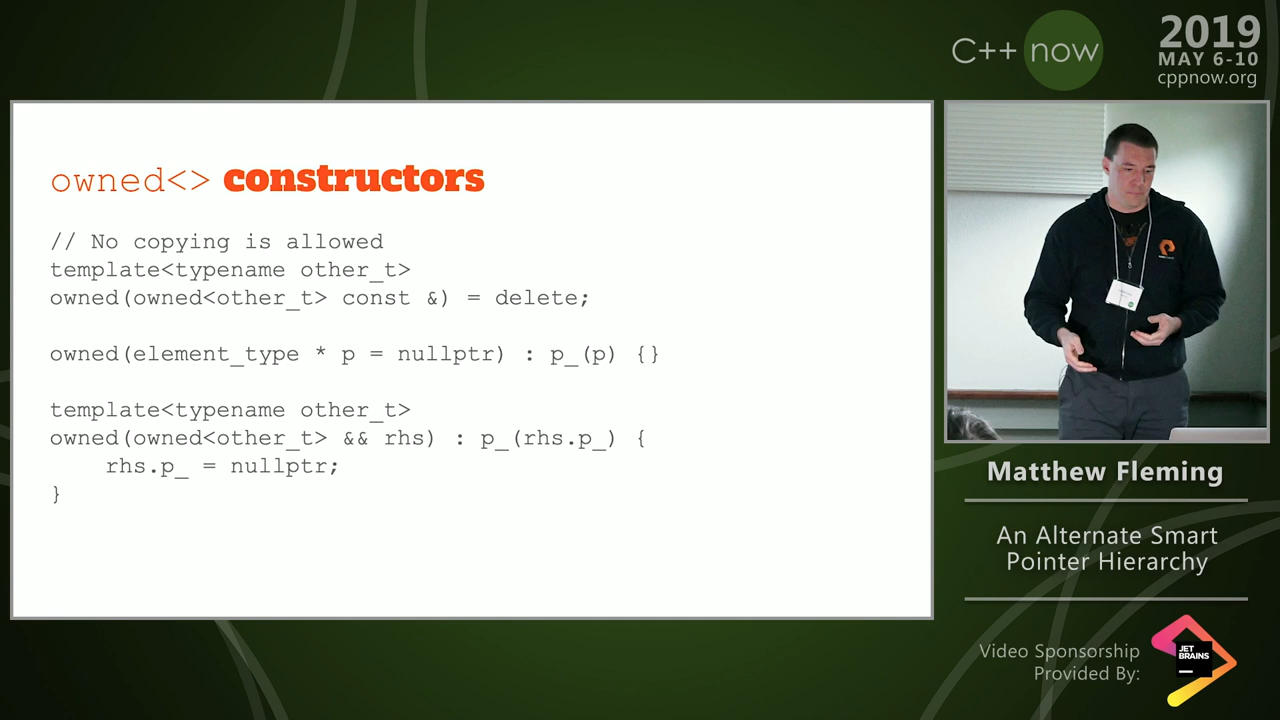 C++ now
2019
MAY 6-10
cppnow.org
owned<> constructors
// No copying is allowed
template<typename other_t>
owned(owned<other_t> const &) = delete;
owned(element_type * p = nullptr) : p_(p) {}
template<typename other_t>
owned(owned<other_t> && rhs) : p_(rhs.p_) {
rhs.p_ = nullptr;
}
Matthew Fleming
An Alternate Smart
Pointer Hierarchy
Video Sponsorship
Provided By:
JET
BRAINS